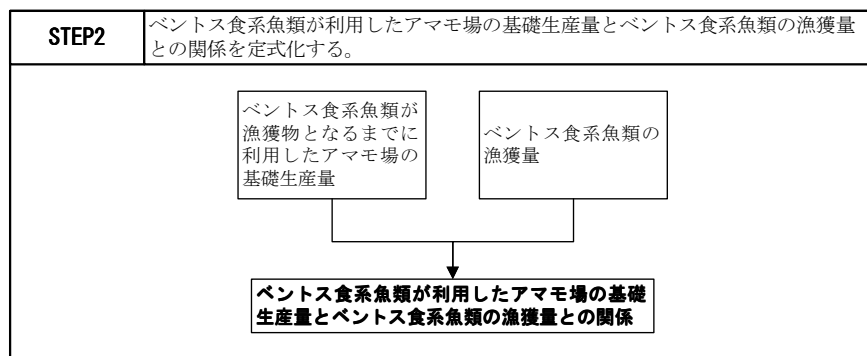 STEP2
ベントス食系魚類が利用したアマモ場の基礎生産量とベントス食系魚類の漁獲量
との関係を定式化する。
ベントス食系魚類が
漁獲物となるまでに
利用したアマモ場の
基礎生産量
ベントス食系魚類の
漁獲量
ベントス食系魚類が利用したアマモ場の基礎
生産量とベントス食系魚類の漁獲量との関係